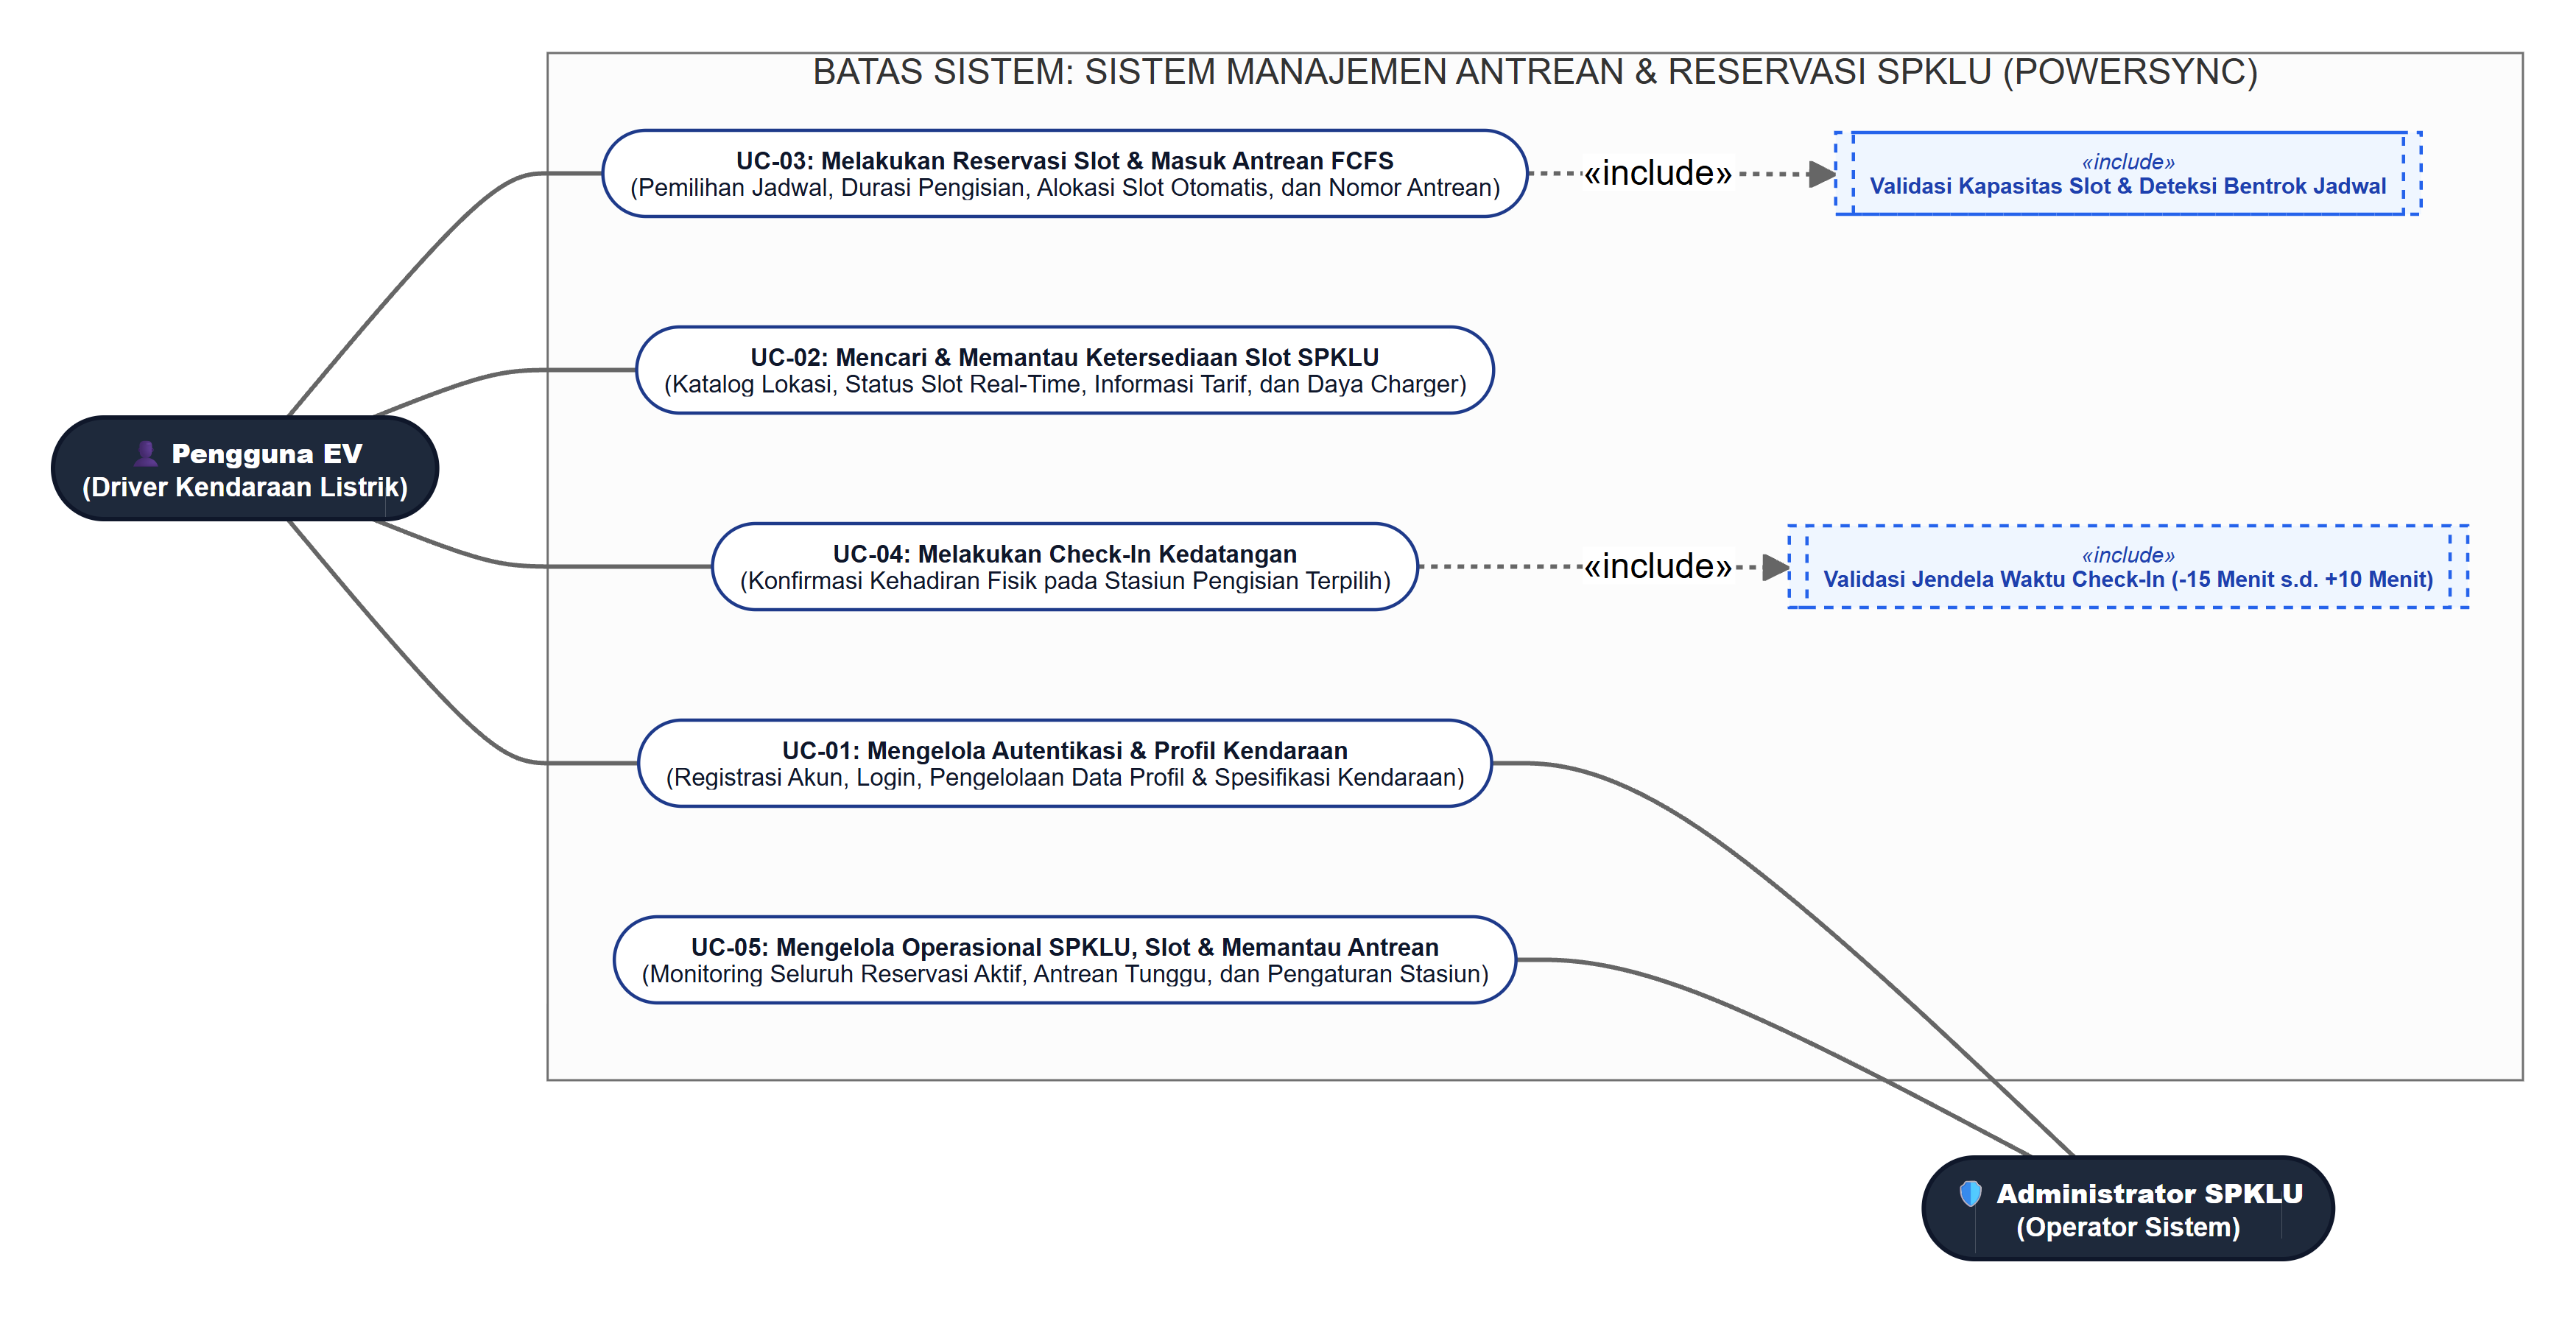 BATAS SISTEM: SISTEM MANAJEMEN ANTREAN & RESERVASI SPKLU (POWERSYNC)
UC-03: Melakukan Reservasi Slot & Masuk Antrean FCFS
(Pemilihan Jadwal, Durasi Pengisian, Alokasi Slot Otomatis, dan Nomor Antrean)
«include»
«include»
Validasi Kapasitas Slot & Deteksi Bentrok Jadwal
UC-02: Mencari & Memantau Ketersediaan Slot SPKLU
(Katalog Lokasi, Status Slot Real-Time, Informasi Tarif, dan Daya Charger)
Pengguna EV
(Driver Kendaraan Listrik)
UC-04: Melakukan Check-In Kedatangan
(Konfirmasi Kehadiran Fisik pada Stasiun Pengisian Terpilih)
«include»
«include»
Validasi Jendela Waktu Check-In (-15 Menit s.d. +10 Menit)
UC-01: Mengelola Autentikasi & Profil Kendaraan
(Registrasi Akun, Login, Pengelolaan Data Profil & Spesifikasi Kendaraan)
UC-05: Mengelola Operasional SPKLU, Slot & Memantau Antrean
(Monitoring Seluruh Reservasi Aktif, Antrean Tunggu, dan Pengaturan Stasiun)
Administrator SPKLU
(Operator Sistem)